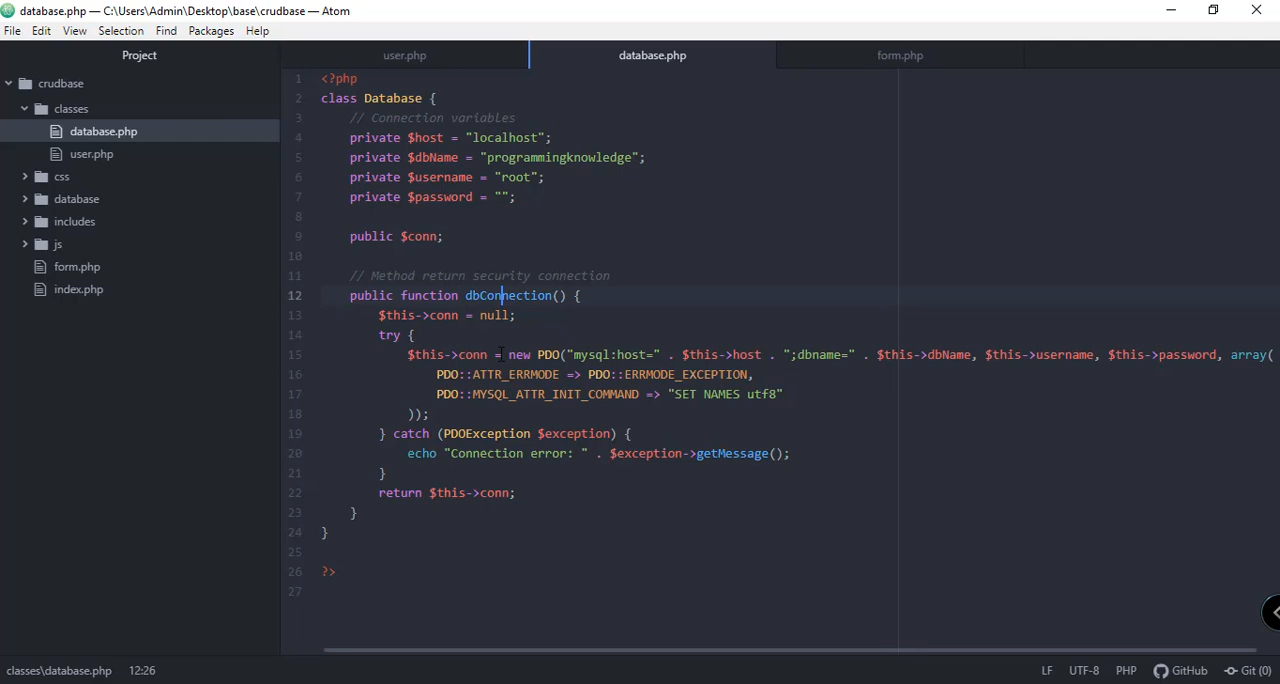 database.php — C:\Users\Admin\Desktop\base\crudbase — Atom
File Edit View Selection Find Packages Help
Project
crudbase
classes
database.php
user.php
css
database
includes
js
form.php
index.php
user.php database.php form.php
1 <?php
2 class Database {
3 // Connection variables
4 private $host = "localhost";
5 private $dbName = "programmingknowledge";
6 private $username = "root";
7 private $password = "";
8
9 public $conn;
10
11 // Method return security connection
12 public function dbConnection() {
13 $this->conn = null;
14 try {
15 $this->conn = new PDO("mysql:host=" . $this->host . ";dbname=" . $this->dbName, $this->username, $this->password, array(
16 PDO::ATTR_ERRMODE => PDO::ERRMODE_EXCEPTION,
17 PDO::MYSQL_ATTR_INIT_COMMAND => "SET NAMES utf8"
18 ));
19 } catch (PDOException $exception) {
20 echo "Connection error: " . $exception->getMessage();
21 }
22 return $this->conn;
23 }
24 }
25
26 ?>
27
classes\database.php 12:26 LF UTF-8 PHP GitHub Git (0)